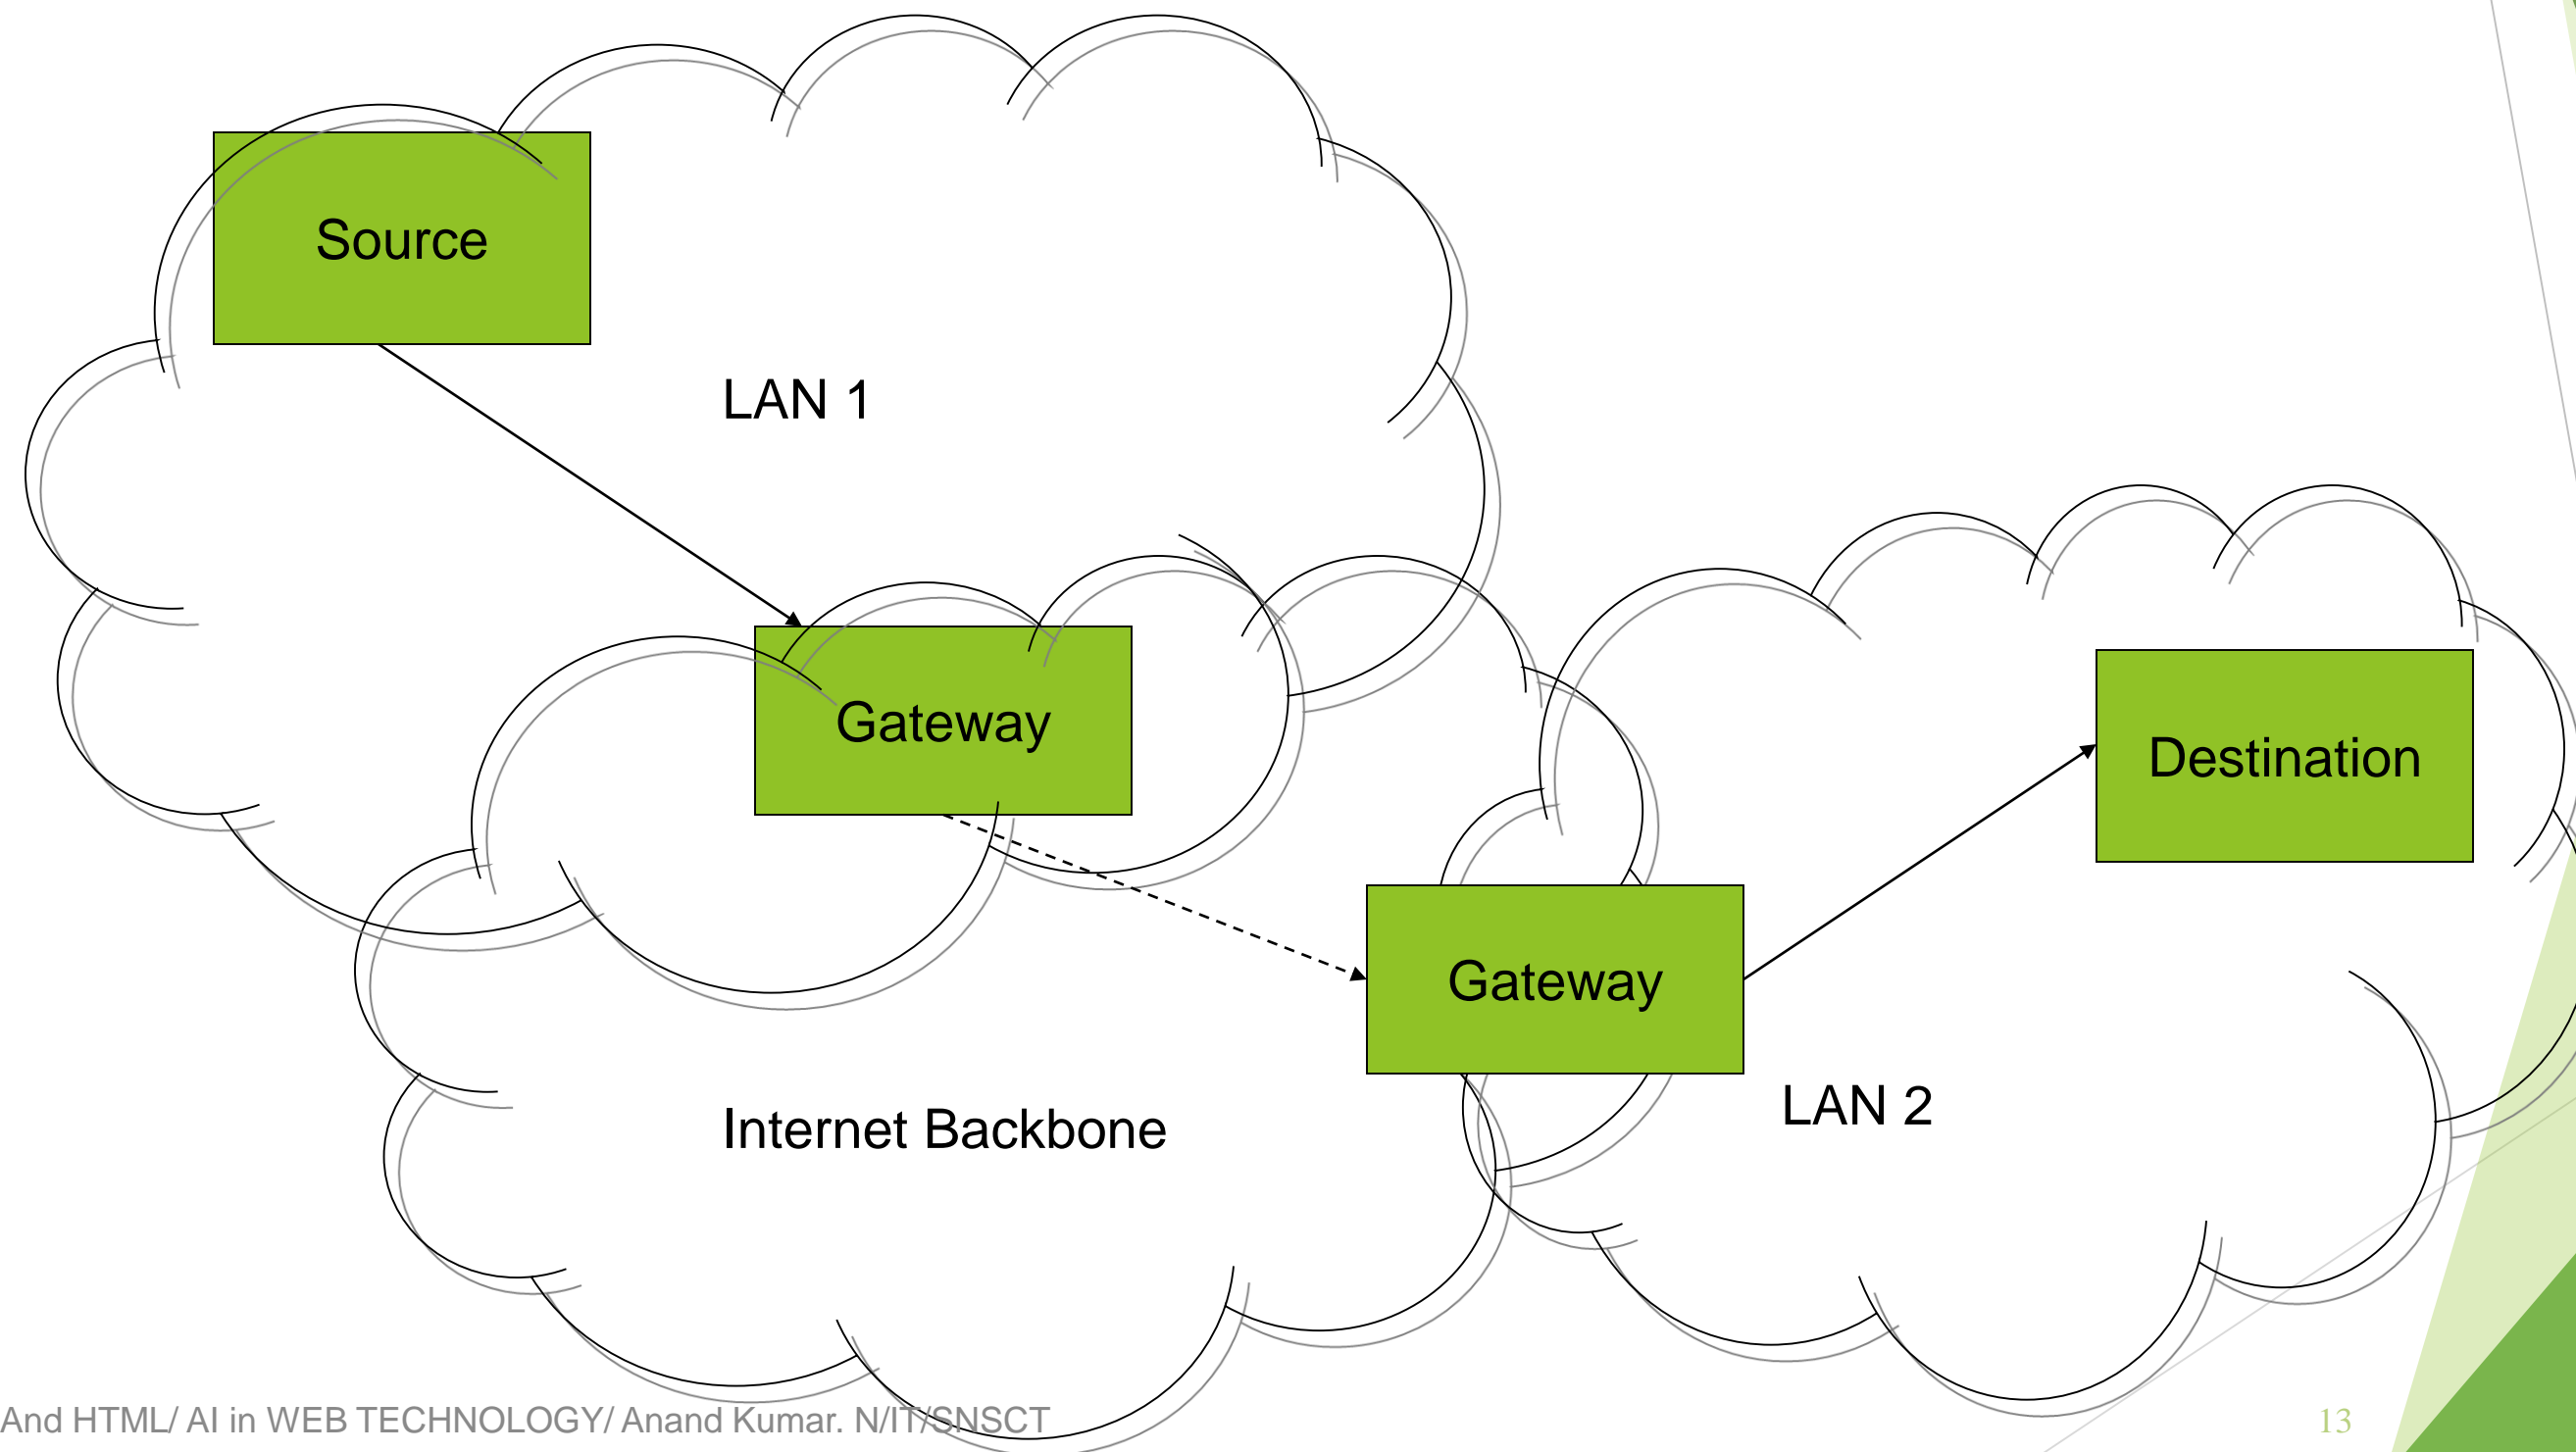 Source
LAN 1
Gateway
Destination
Gateway
LAN 2
Internet Backbone
And HTML/ AI in WEB TECHNOLOGY/ Anand Kumar. N/IT/SNSCT
13